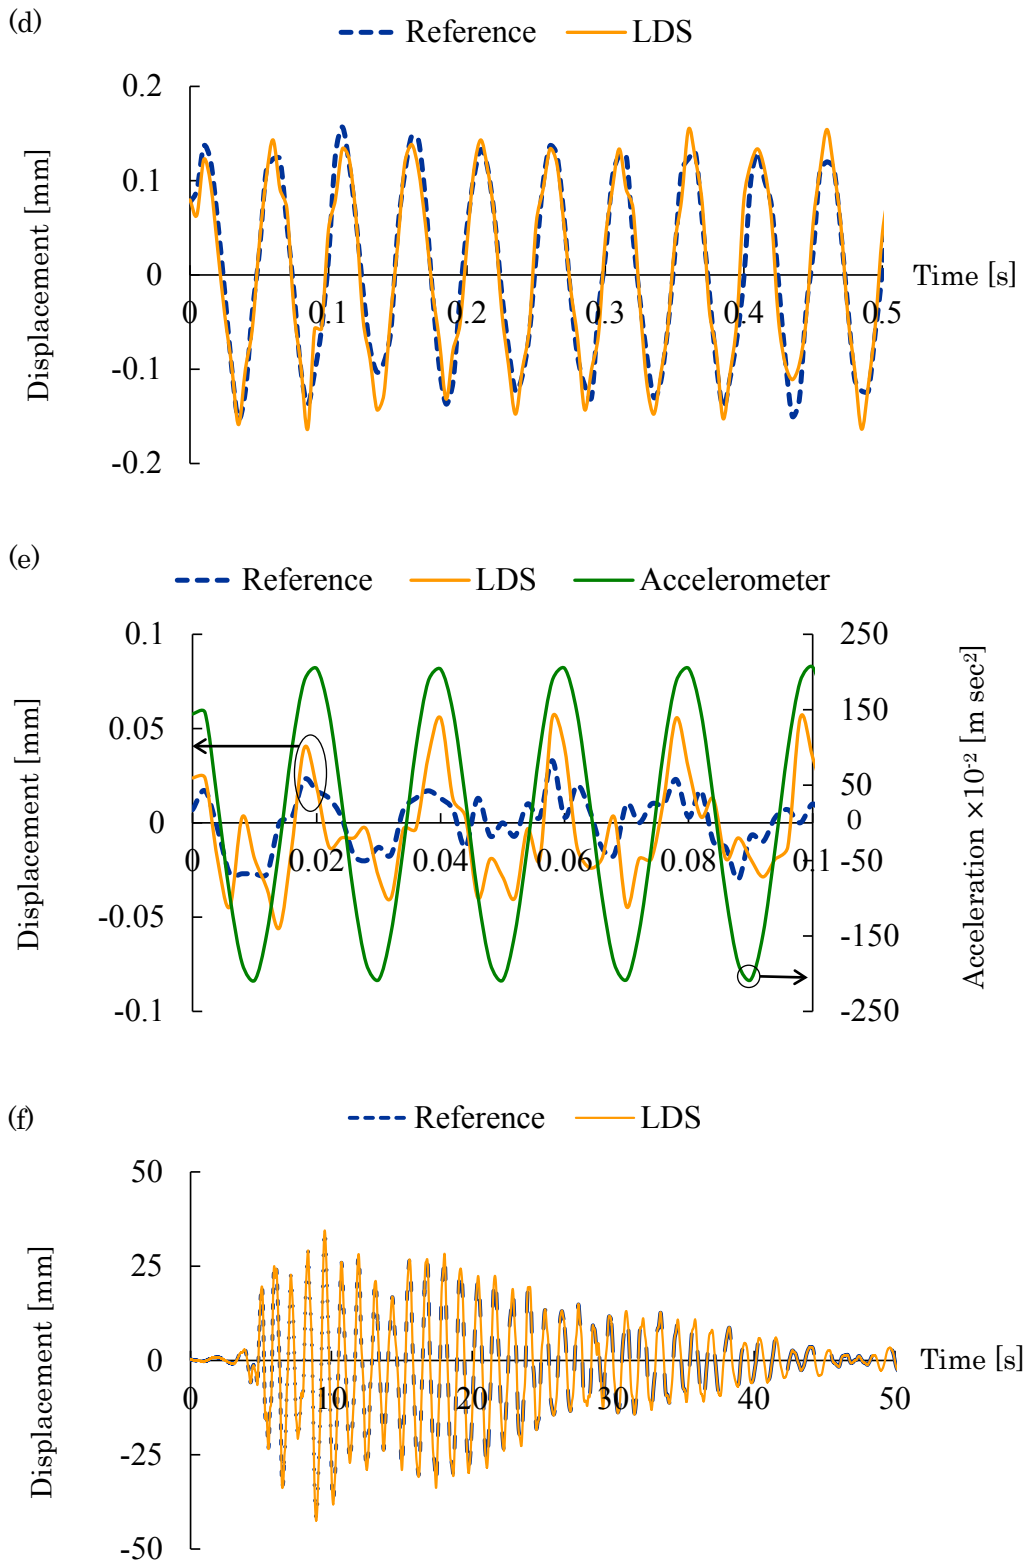 (d)
Reference LDS
0.2
0.1
0
-0.1
-0.2
Displacement [mm]
0 0.1 0.2 0.3 0.4 0.5
Time [s]
(e)
Reference LDS Accelerometer
0.1
0.05
0
-0.05
-0.1
Displacement [mm]
0 0.02 0.04 0.06 0.08 0.1
250
150
50
0
-50
-150
-250
Acceleration ×10⁻² [m sec²]
(f)
Reference LDS
50
25
0
-25
-50
Displacement [mm]
0 10 20 30 40 50
Time [s]